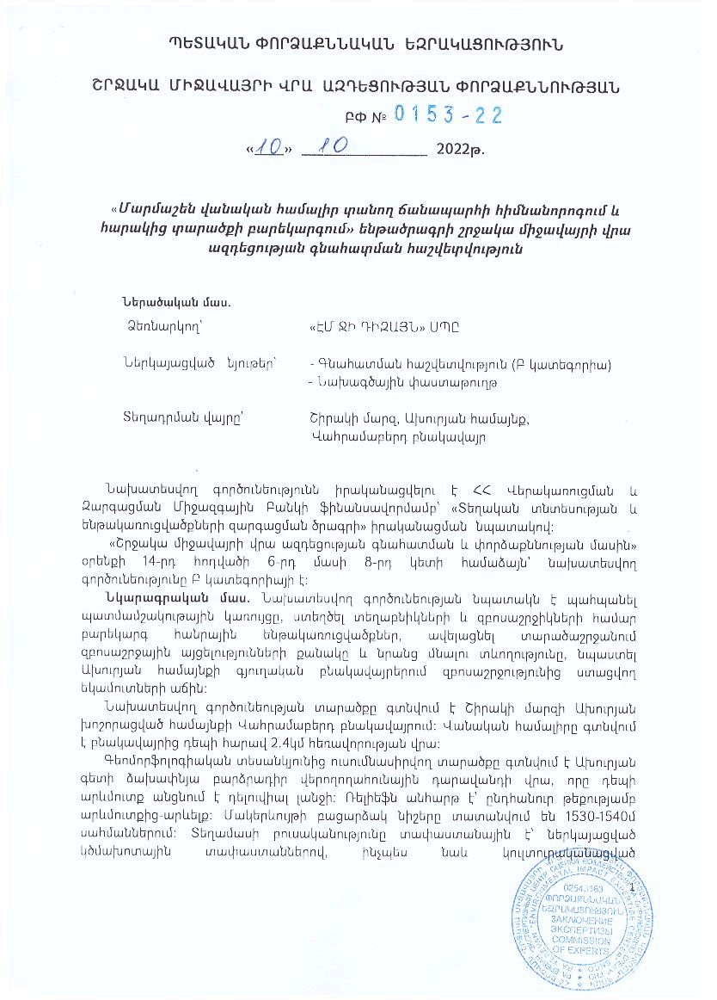 ՊԵՏԱԿԱՆ ՓՈՐՁԱՔՆՆԱԿԱՆ ԵԶՐԱԿԱՑՈՒԹՅՈՒՆ
ՇՐՋԱԿԱ ՄԻՋԱՎԱՅՐԻ ՎՐԱ ԱԶԴԵՑՈՒԹՅԱՆ ՓՈՐՁԱՔՆՆՈՒԹՅԱՆ
ԲՓ № 0153-22
«10» 10 2022թ.
«Մարմաշեն վանական համալիր տանող ճանապարհի հիմնանորոգում և
հարակից տարածքի բարեկարգում» ենթածրագրի շրջակա միջավայրի վրա
ազդեցության գնահատման հաշվետվություն
Ներածական մաս.
Ձեռնարկող՝ «ԷՄ ՋԻ ԴԻԶԱՅՆ» ՍՊԸ
Ներկայացված նյութեր՝ - Գնահատման հաշվետվություն (Բ կատեգորիա)
- Նախագծային փաստաթուղթ
Տեղադրման վայրը՝ Շիրակի մարզ, Ախուրյան համայնք,
Վահրամաբերդ բնակավայր
Նախատեսվող գործունեությունն իրականացվելու է ՀՀ Վերակառուցման և
Զարգացման Միջազգային Բանկի ֆինանսավորմամբ՝ «Տեղական տնտեսության և
ենթակառուցվածքների զարգացման ծրագրի» իրականացման նպատակով:
«Շրջակա միջավայրի վրա ազդեցության գնահատման և փորձաքննության մասին»
օրենքի 14-րդ հոդվածի 6-րդ մասի 8-րդ կետի համաձայն՝ նախատեսվող
գործունեությունը Բ կատեգորիայի է:
Նկարագրական մաս. Նախատեսվող գործունեության նպատակն է պահպանել
պատմամշակութային կառույցը, ստեղծել տեղաբնիկների և զբոսաշրջիկների համար
բարեկարգ հանրային ենթակառուցվածքներ, ավելացնել տարածաշրջանում
զբոսաշրջային այցելությունների քանակը և նրանց մնալու տևողությունը, նպաստել
Ախուրյան համայնքի գյուղական բնակավայրերում զբոսաշրջությունից ստացվող
եկամուտների աճին:
Նախատեսվող գործունեության տարածքը գտնվում է Շիրակի մարզի Ախուրյան
խոշորացված համայնքի Վահրամաբերդ բնակավայրում: Վանական համալիրը գտնվում
է բնակավայրից դեպի հարավ 2.4կմ հեռավորության վրա:
Գեոմորֆոլոգիական տեսանկյունից ուսումնասիրվող տարածքը գտնվում է Ախուրյան
գետի ձախափնյա բարձրադիր վերողողահունային դարավանդի վրա, որը դեպի
արևմուտք անցնում է դելուվիալ լանջի: Ռելիեֆն անհարթ է՝ ընդհանուր թեքությամբ
արևմուտքից-արևելք: Մակերևույթի բացարձակ նիշերը տատանվում են 1530-1540մ
սահմաններում: Տեղամասի բուսականությունը տափաստանային է՝ ներկայացված
կծմախոտային տափաստաններով, ինչպես նաև կուլտուրականացված
1
ՓՈՐՁԱՔՆՆԱԿԱՆ
ԵԶՐԱԿԱՑՈՒԹՅՈՒՆ
ЗАКЛЮЧЕНИЕ
ЭКСПЕРТИЗЫ
COMMISSION
OF EXPERTS